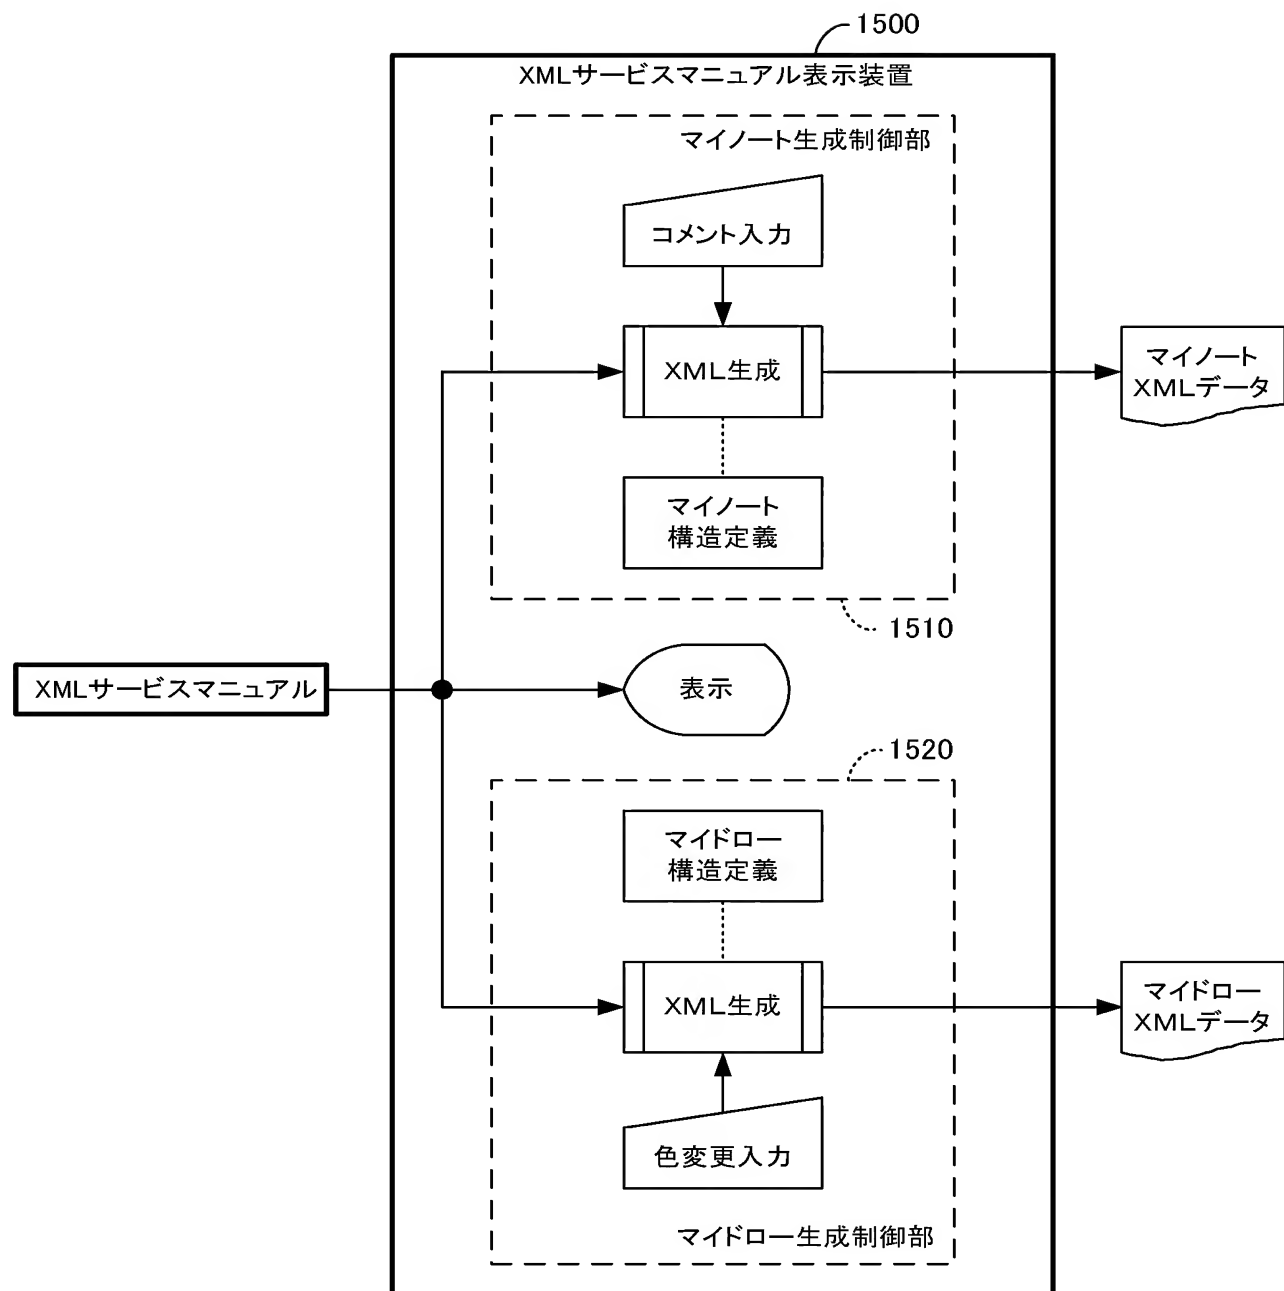 1500
XMLサービスマニュアル表示装置
マイノート生成制御部
コメント入力
XML生成
マイノート
XMLデータ
マイノート
構造定義
1510
XMLサービスマニュアル
表示
1520
マイドロー
構造定義
XML生成
マイドロー
XMLデータ
色変更入力
マイドロー生成制御部